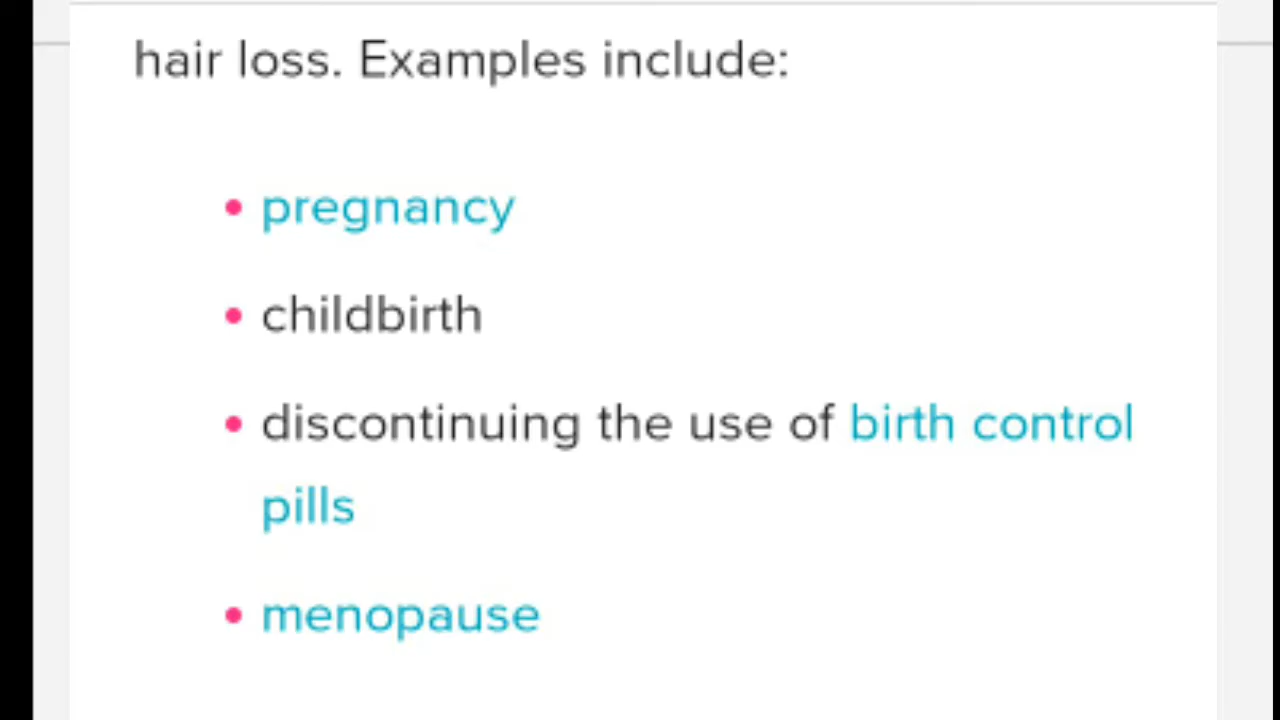 hair loss. Examples include:
• pregnancy
• childbirth
• discontinuing the use of birth control
pills
• menopause